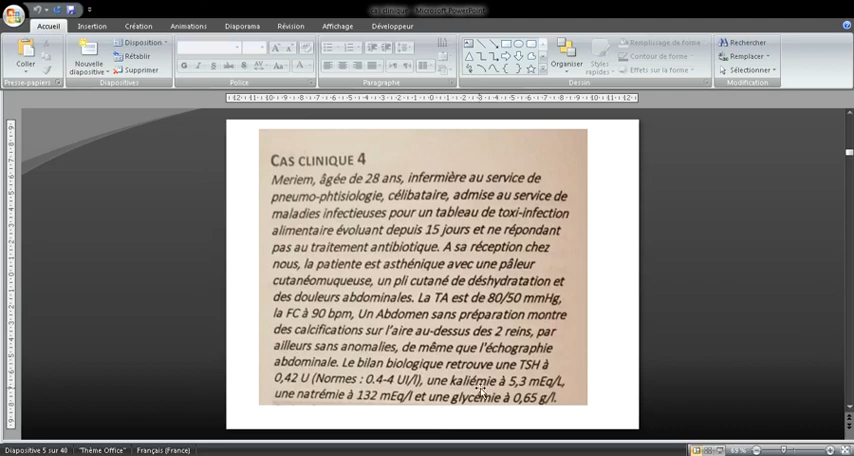 cas clinique - Microsoft PowerPoint
Accueil Insertion Création Animations Diaporama Révision Affichage Développeur
Coller
Nouvelle diapositive
Disposition
Rétablir
Supprimer
Organiser
Styles rapides
Remplissage de forme
Contour de forme
Effets sur la forme
Rechercher
Remplacer
Sélectionner
Presse-papiers Diapositives Police Paragraphe Dessin Modification
CAS CLINIQUE 4
Meriem, âgée de 28 ans, infermière au service de
pneumo-phtisiologie, célibataire, admise au service de
maladies infectieuses pour un tableau de toxi-infection
alimentaire évoluant depuis 15 jours et ne répondant
pas au traitement antibiotique. A sa réception chez
nous, la patiente est asthénique avec une pâleur
cutanéomuqueuse, un pli cutané de déshydratation et
des douleurs abdominales. La TA est de 80/50 mmHg,
la FC à 90 bpm, Un Abdomen sans préparation montre
des calcifications sur l'aire au-dessus des 2 reins, par
ailleurs sans anomalies, de même que l'échographie
abdominale. Le bilan biologique retrouve une TSH à
0,42 U (Normes : 0.4-4 UI/l), une kaliémie à 5,3 mEq/L,
une natrémie à 132 mEq/l et une glycémie à 0,65 g/l.
Diapositive 5 sur 40 "Thème Office" Français (France) 69 %